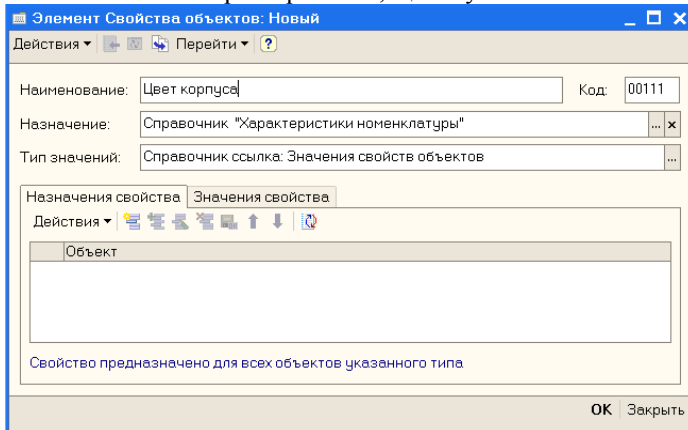 Элемент Свойства объектов: Новый
Действия Перейти ?
Наименование: Цвет корпуса Код: 00111
Назначение: Справочник "Характеристики номенклатуры" ... x
Тип значений: Справочник ссылка: Значения свойств объектов ...
Назначения свойства Значения свойства
Действия
Объект
Свойство предназначено для всех объектов указанного типа
OK Закрыть